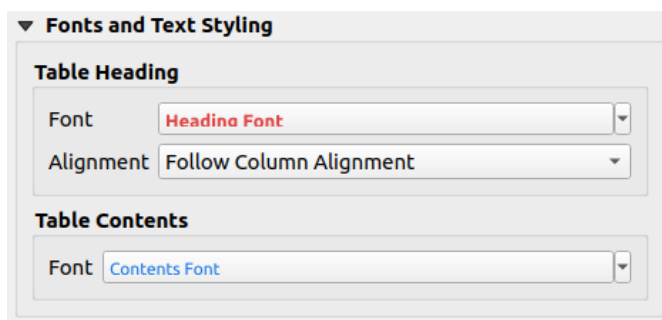 Fonts and Text Styling
Table Heading
Font Heading Font
Alignment Follow Column Alignment
Table Contents
Font Contents Font